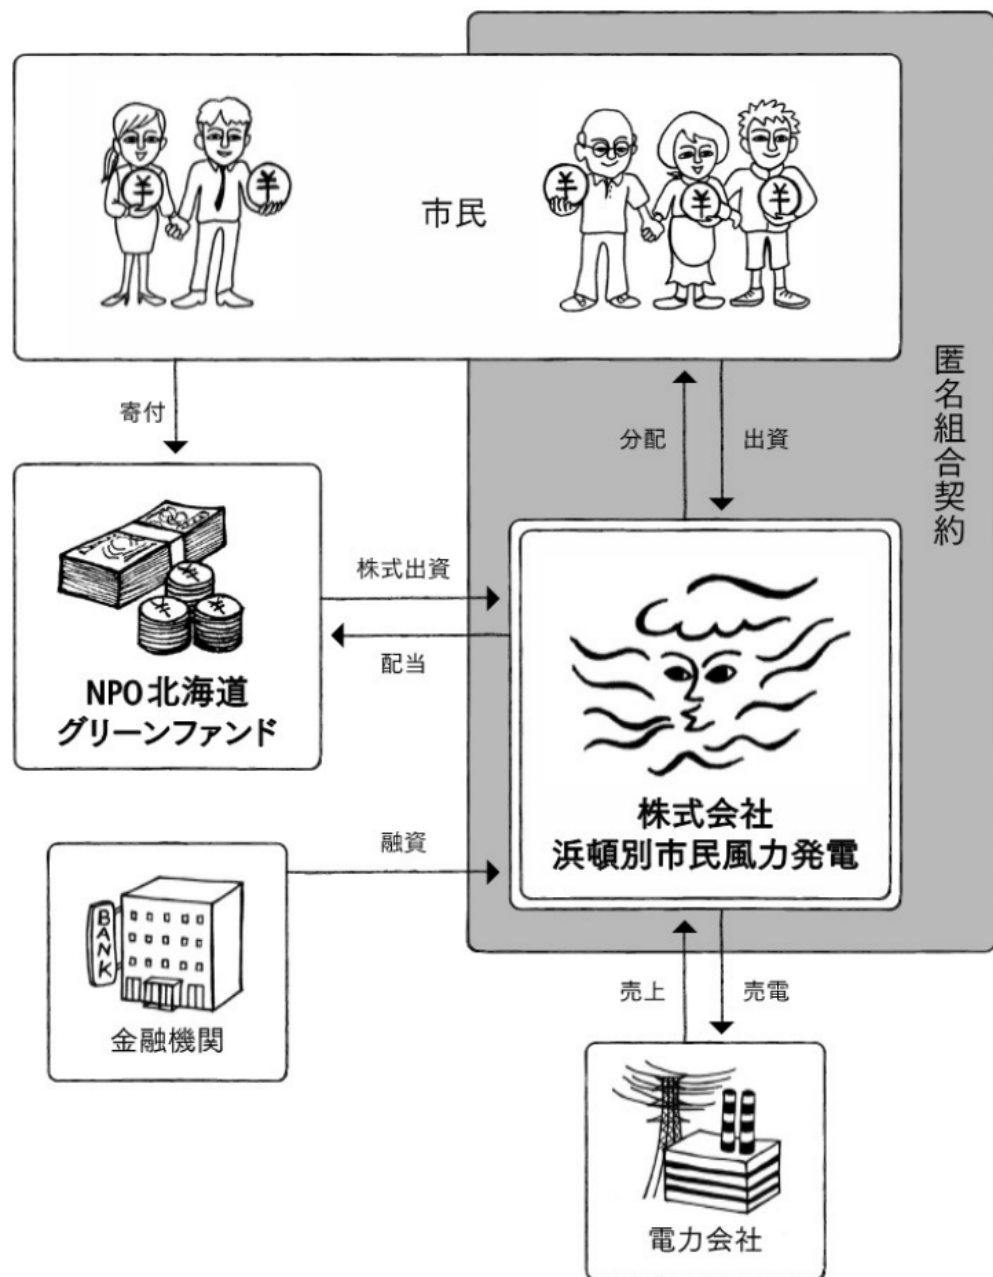 市民
匿名組合契約
寄付
分配
出資
株式出資
配当
NPO北海道
グリーンファンド
株式会社
浜頓別市民風力発電
融資
BANK
金融機関
売上
売電
電力会社